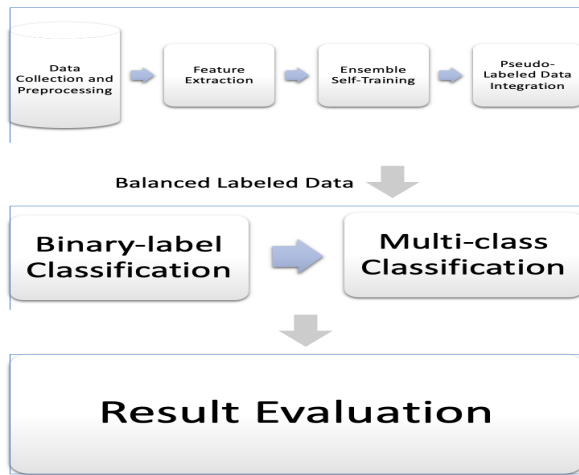 Data
Collection and
Preprocessing
Feature
Extraction
Ensemble
Self-Training
Pseudo-
Labeled Data
Integration
Balanced Labeled Data
Binary-label
Classification
Multi-class
Classification
Result Evaluation